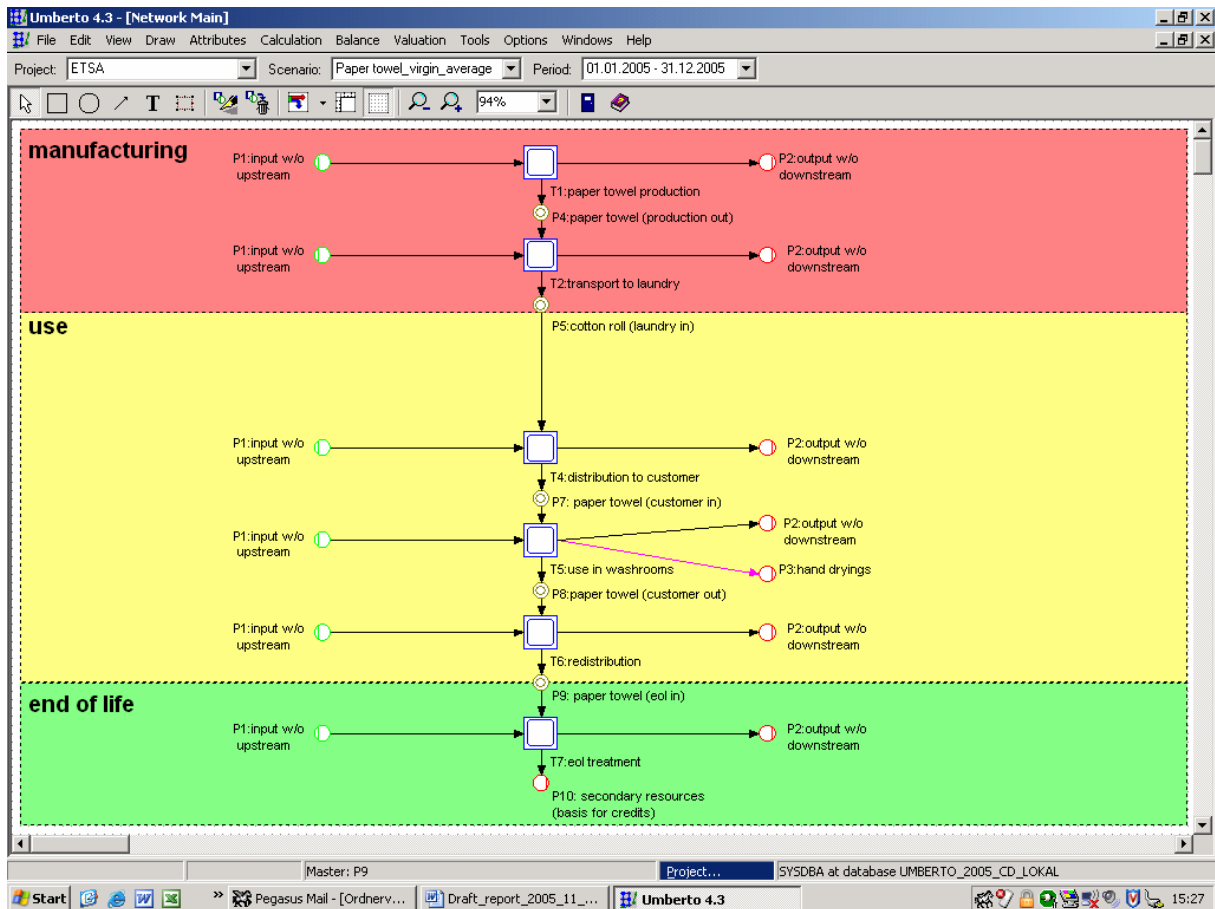 Umberto 4.3 - [Network Main]
File Edit View Draw Attributes Calculation Balance Valuation Tools Options Windows Help
Project: ETSA Scenario: Paper towel_virgin_average Period: 01.01.2005 - 31.12.2005
T 94%
manufacturing
P1:input w/o
upstream
P2:output w/o
downstream
T1:paper towel production
P4:paper towel (production out)
P1:input w/o
upstream
P2:output w/o
downstream
T2:transport to laundry
use
P5:cotton roll (laundry in)
P1:input w/o
upstream
P2:output w/o
downstream
T4:distribution to customer
P7: paper towel (customer in)
P1:input w/o
upstream
P2:output w/o
downstream
T5:use in washrooms
P3:hand dryings
P8:paper towel (customer out)
P1:input w/o
upstream
P2:output w/o
downstream
T6:redistribution
end of life
P9: paper towel (eol in)
P1:input w/o
upstream
P2:output w/o
downstream
T7:eol treatment
P10: secondary resources
(basis for credits)
Master: P9 Project... SYSDBA at database UMBERTO_2005_CD_LOKAL
Start » Pegasus Mail - [Ordnerv... Draft_report_2005_11_... Umberto 4.3 15:27